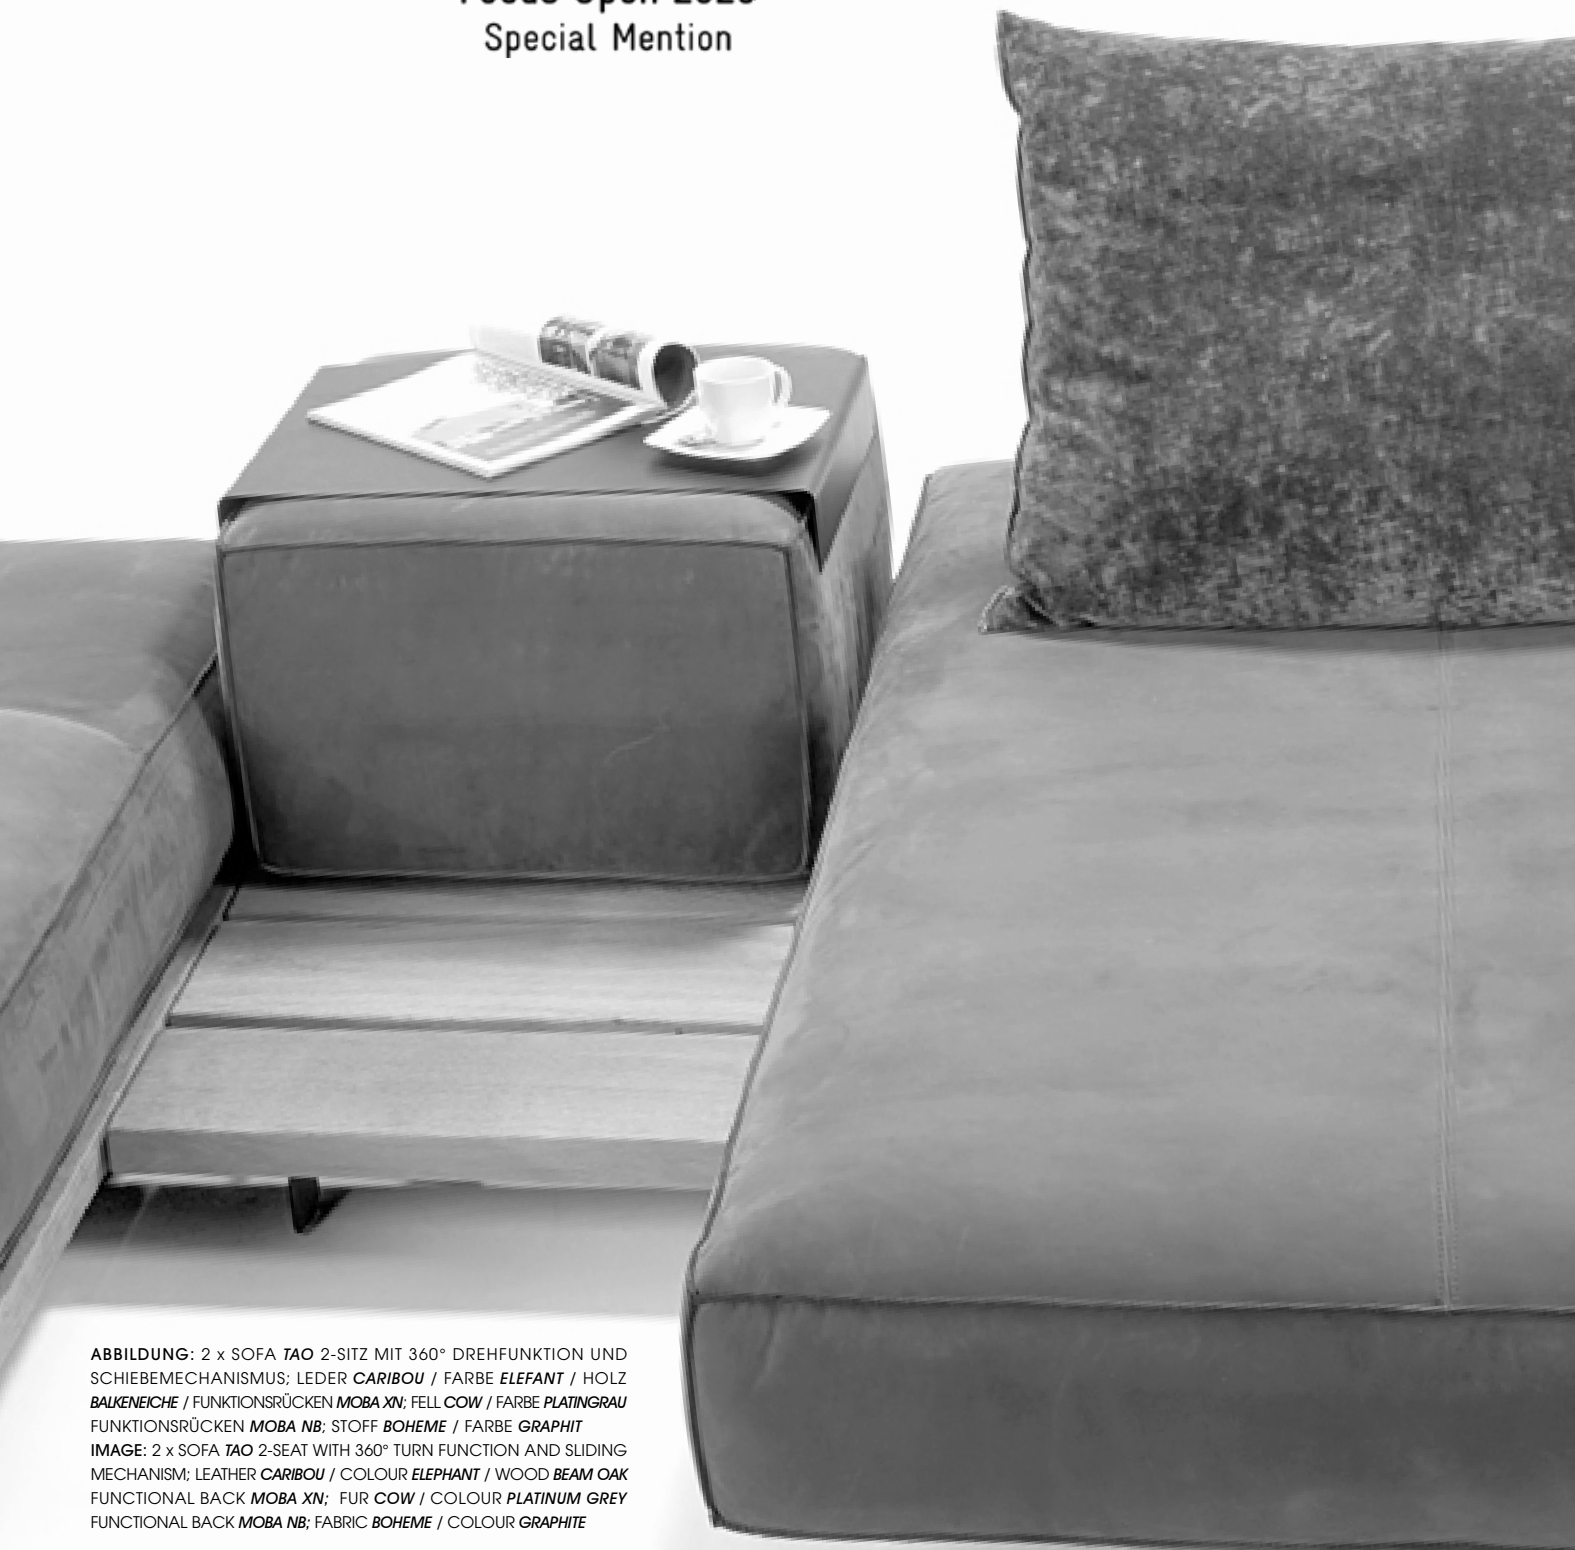 Special Mention
ABBILDUNG: 2 x SOFA TAO 2-SITZ MIT 360° DREHFUNKTION UND
SCHIEBEMECHANISMUS; LEDER CARIBOU / FARBE ELEFANT / HOLZ
BALKENEICHE / FUNKTIONSRÜCKEN MOBA XN; FELL COW / FARBE PLATINGRAU
FUNKTIONSRÜCKEN MOBA NB; STOFF BOHEME / FARBE GRAPHIT
IMAGE: 2 x SOFA TAO 2-SEAT WITH 360° TURN FUNCTION AND SLIDING
MECHANISM; LEATHER CARIBOU / COLOUR ELEPHANT / WOOD BEAM OAK
FUNCTIONAL BACK MOBA XN; FUR COW / COLOUR PLATINUM GREY
FUNCTIONAL BACK MOBA NB; FABRIC BOHEME / COLOUR GRAPHITE